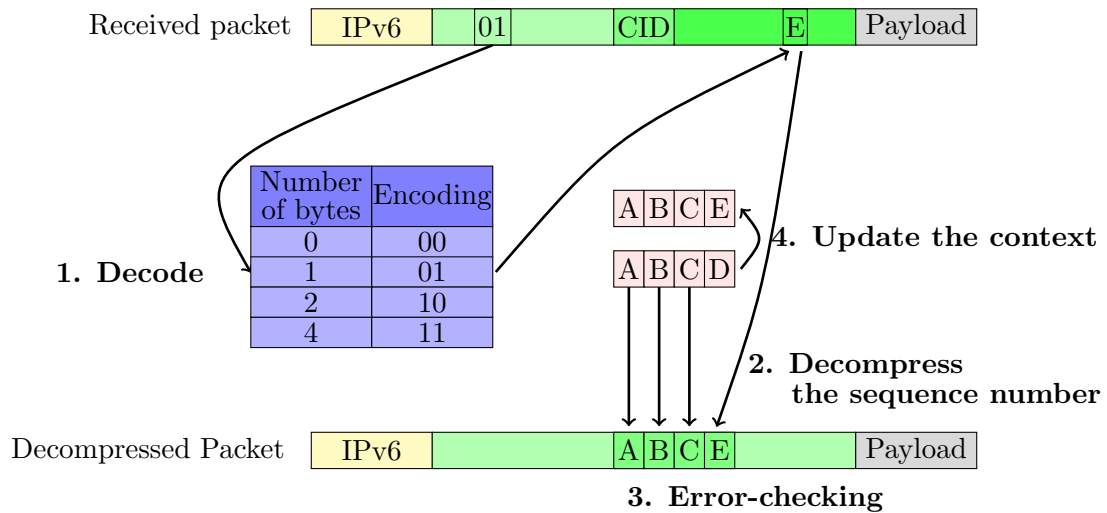 Received packet IPv6 01 CID E Payload
Number of bytes Encoding
0 00
1 01
2 10
4 11
1. Decode
A B C E
4. Update the context
A B C D
2. Decompress
the sequence number
Decompressed Packet IPv6 A B C E Payload
3. Error-checking